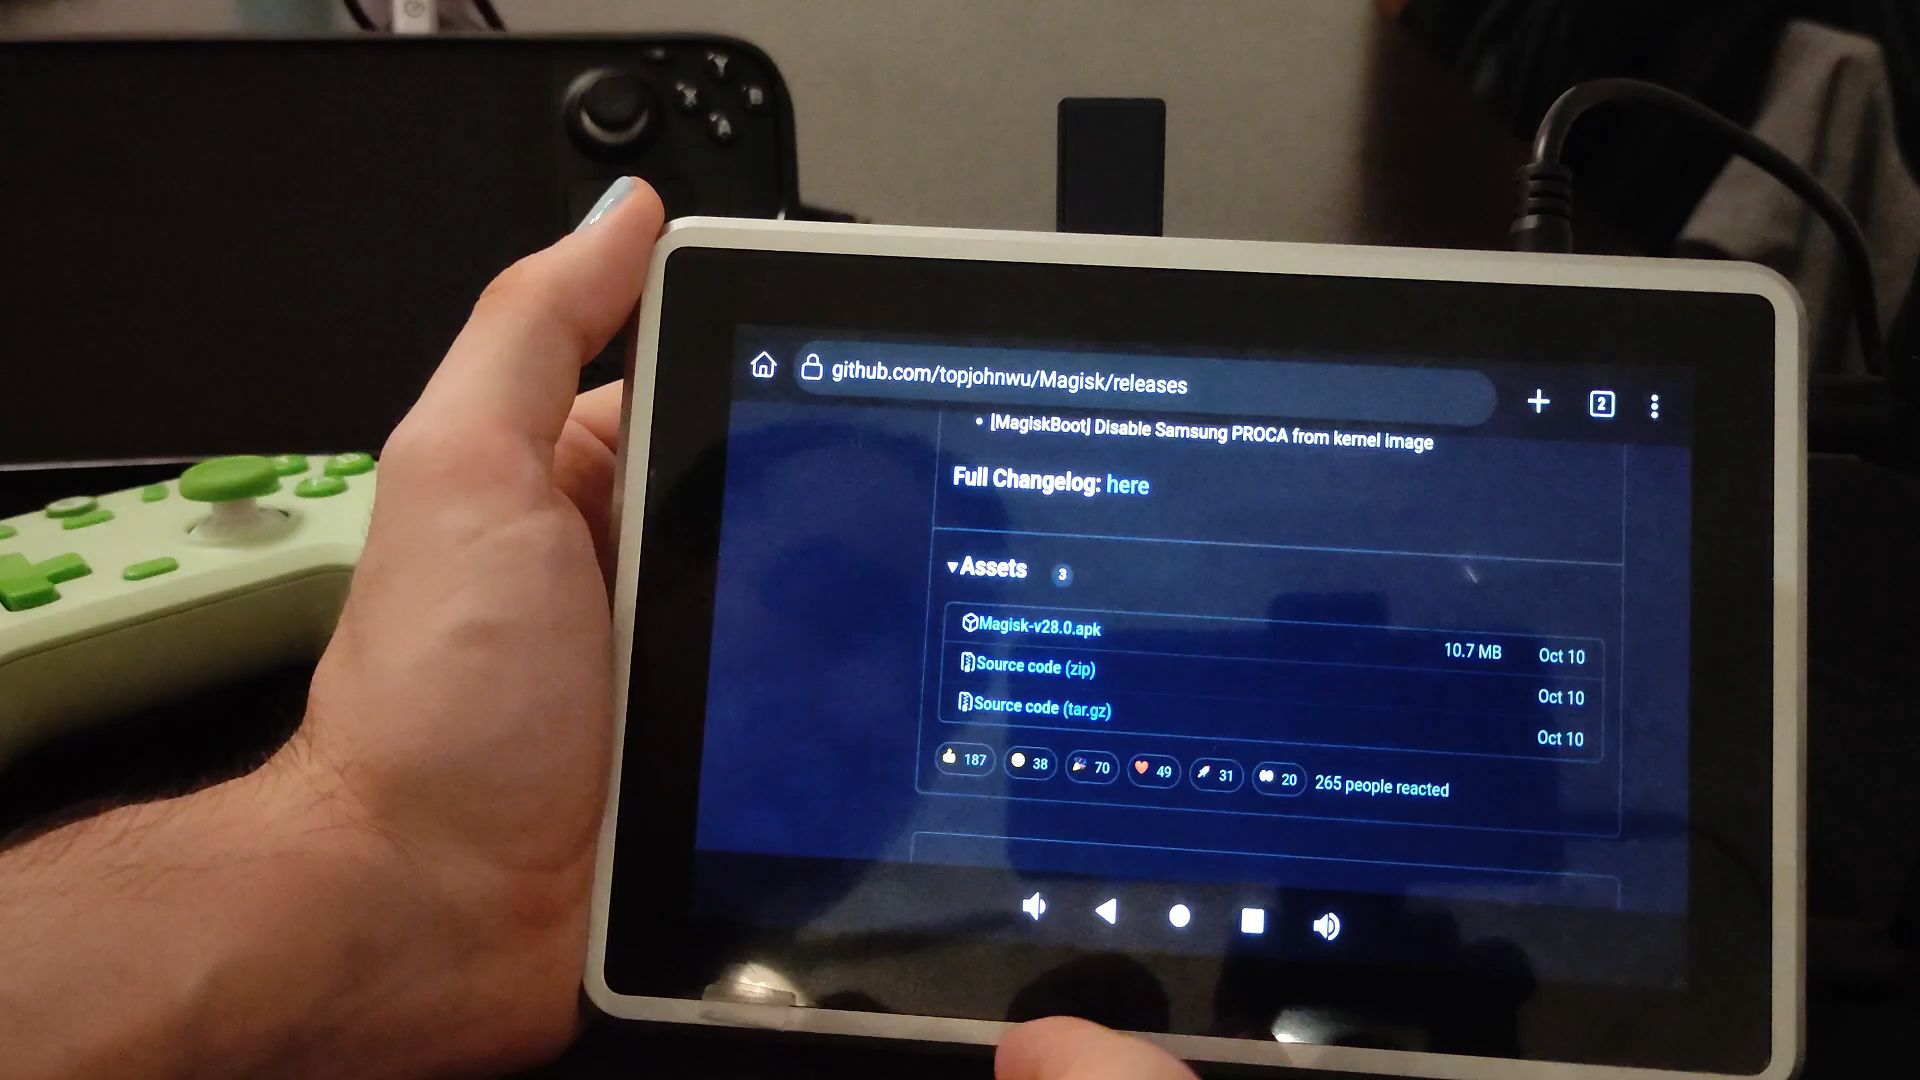 github.com/topjohnwu/Magisk/releases
2
• [MagiskBoot] Disable Samsung PROCA from kernel image
Full Changelog: here
▾Assets 3
Magisk-v28.0.apk 10.7 MB Oct 10
Source code (zip) Oct 10
Source code (tar.gz) Oct 10
187 38 70 49 31 20 265 people reacted